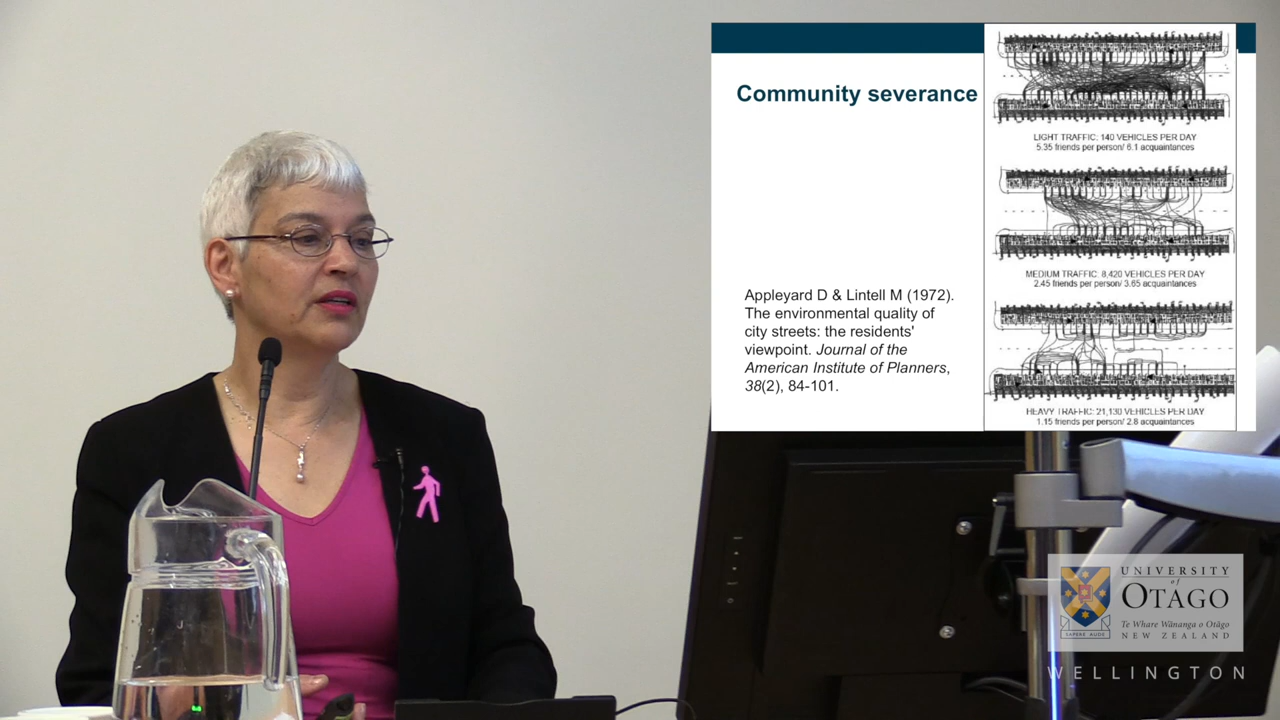 Community severance
Appleyard D & Lintell M (1972).
The environmental quality of
city streets: the residents'
viewpoint. Journal of the
American Institute of Planners,
38(2), 84-101.
LIGHT TRAFFIC: 140 VEHICLES PER DAY
5.35 friends per person/ 6.1 acquaintances
MEDIUM TRAFFIC: 8,420 VEHICLES PER DAY
2.45 friends per person/ 3.65 acquaintances
HEAVY TRAFFIC: 21,130 VEHICLES PER DAY
1.15 friends per person/ 2.8 acquaintances
UNIVERSITY
of
OTAGO
Te Whare Wānanga o Otāgo
NEW ZEALAND
SAPERE AUDE
WELLINGTON